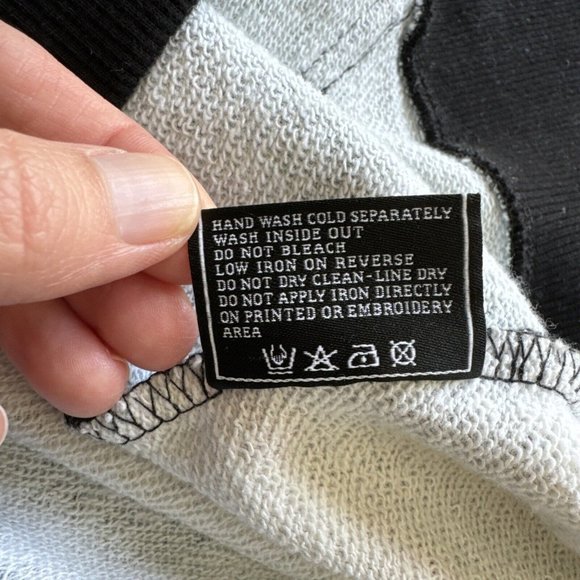 HAND WASH COLD SEPARATELY
WASH INSIDE OUT
DO NOT BLEACH
LOW IRON ON REVERSE
DO NOT DRY CLEAN-LINE DRY
DO NOT APPLY IRON DIRECTLY
ON PRINTED OR EMBROIDERY
AREA